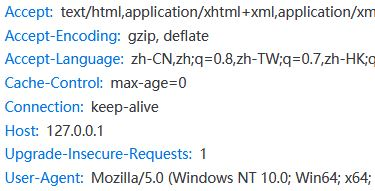 Accept: text/html,application/xhtml+xml,application/xm
Accept-Encoding: gzip, deflate
Accept-Language: zh-CN,zh;q=0.8,zh-TW;q=0.7,zh-HK;q
Cache-Control: max-age=0
Connection: keep-alive
Host: 127.0.0.1
Upgrade-Insecure-Requests: 1
User-Agent: Mozilla/5.0 (Windows NT 10.0; Win64; x64;